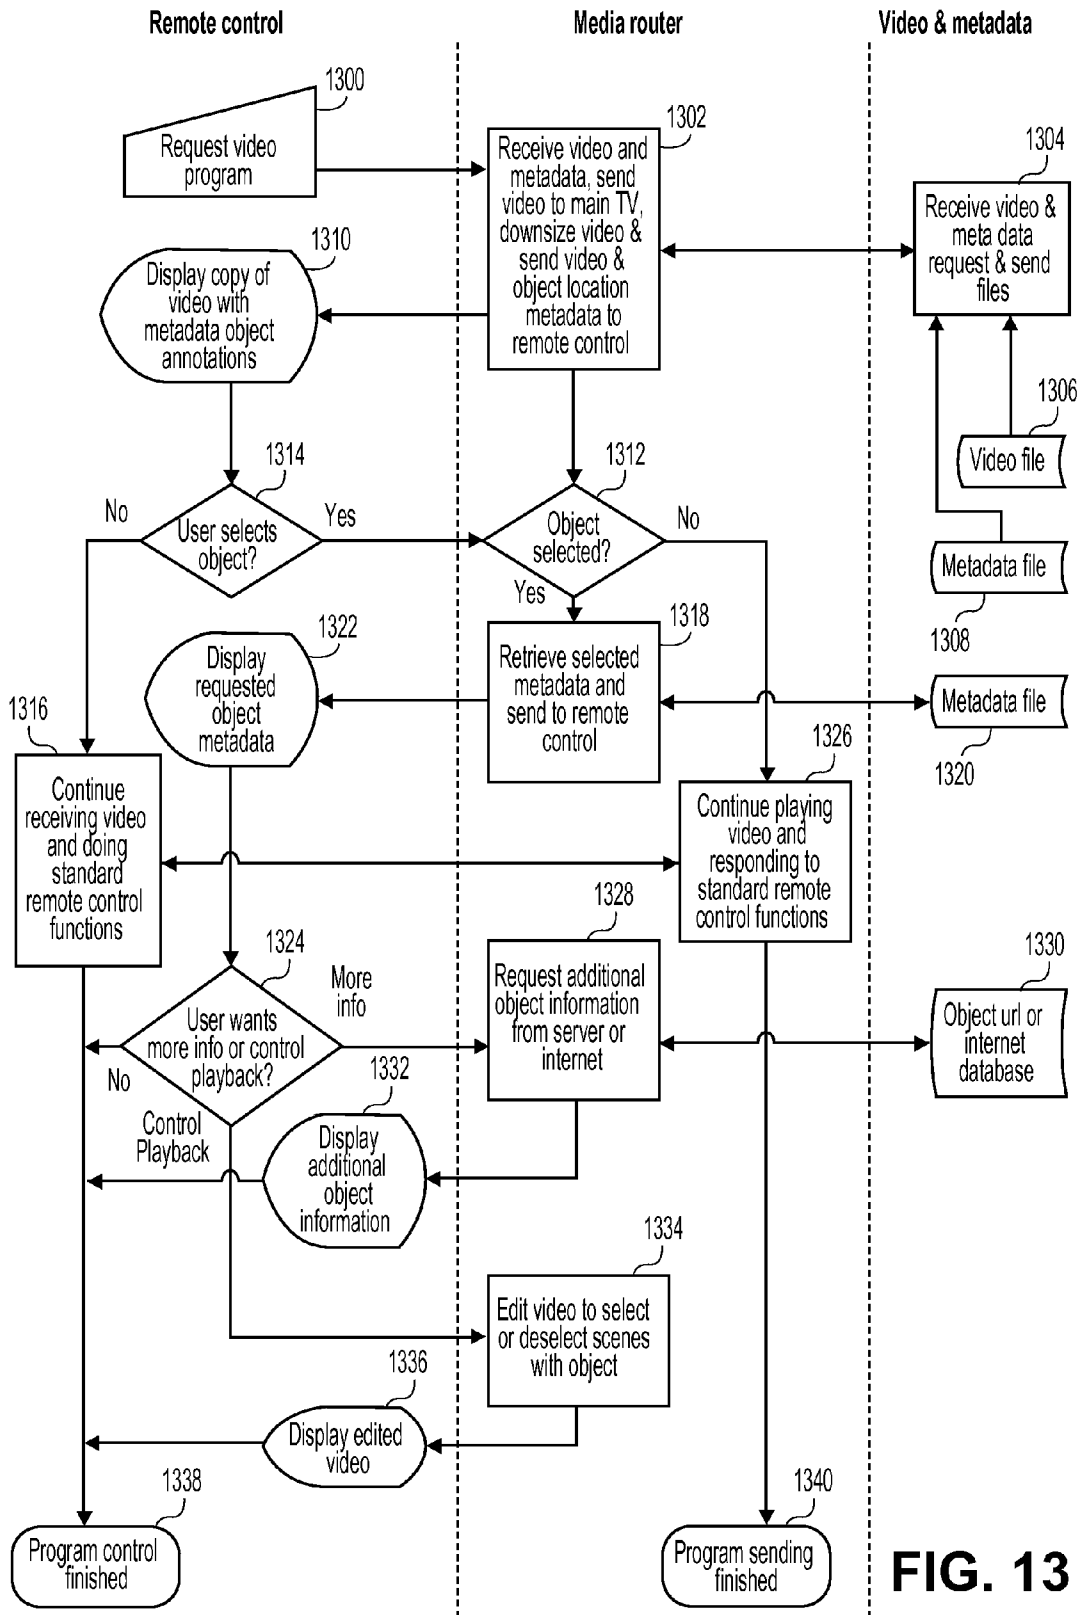 Remote control
Media router
Video & metadata
1300
Request video
program
1302
Receive video and
metadata, send
video to main TV,
downsize video &
send video &
object location
metadata to
remote control
1304
Receive video &
meta data
request & send
files
1310
Display copy of
video with
metadata object
annotations
1306
Video file
1314
User selects
object?
No
Yes
1312
Object
selected?
No
Yes
Metadata file
1308
1322
Display
requested
object
metadata
1318
Retrieve selected
metadata and
send to remote
control
Metadata file
1320
1316
Continue
receiving video
and doing
standard
remote control
functions
1326
Continue playing
video and
responding to
standard remote
control functions
1324
User wants
more info or control
playback?
More
info
No
Control
Playback
1328
Request additional
object information
from server or
internet
1330
Object url or
internet
database
1332
Display
additional
object
information
1334
Edit video to select
or deselect scenes
with object
1336
Display edited
video
1338
Program control
finished
1340
Program sending
finished
FIG. 13